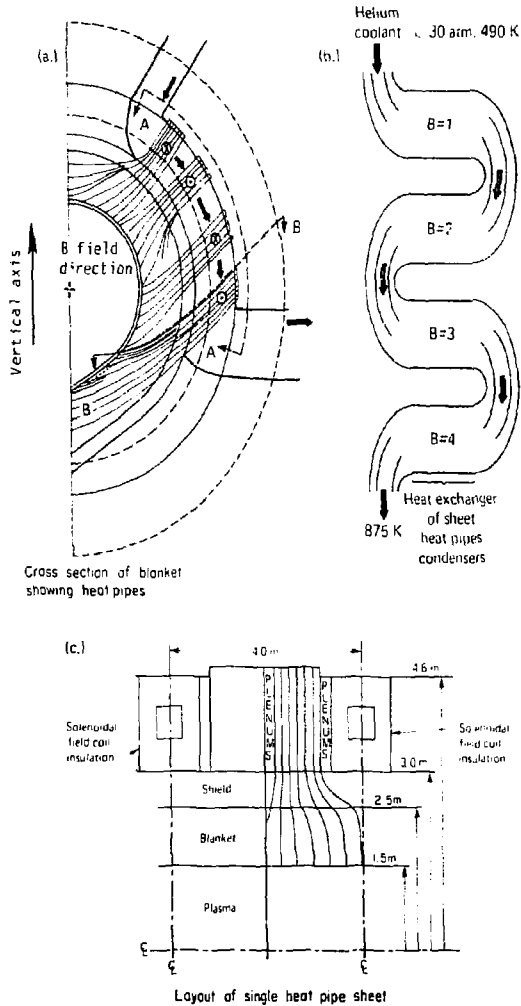 (a.)
A
B
B field
direction
Vertical axis
A
B
Cross section of blanket
showing heat pipes
Helium
coolant 30 atm, 490 K
(b.)
B=1
B=2
B=3
B=4
875 K
Heat exchanger
of sheet
heat pipes
condensers
(c.)
4.0 m
4.6 m
PLENUMS
PLENUMS
Solenoidal
field coil
insulation
Solenoidal
field coil
insulation
3.0 m
Shield
2.5 m
Blanket
1.5 m
Plasma
℄
℄
℄
Layout of single heat pipe sheet